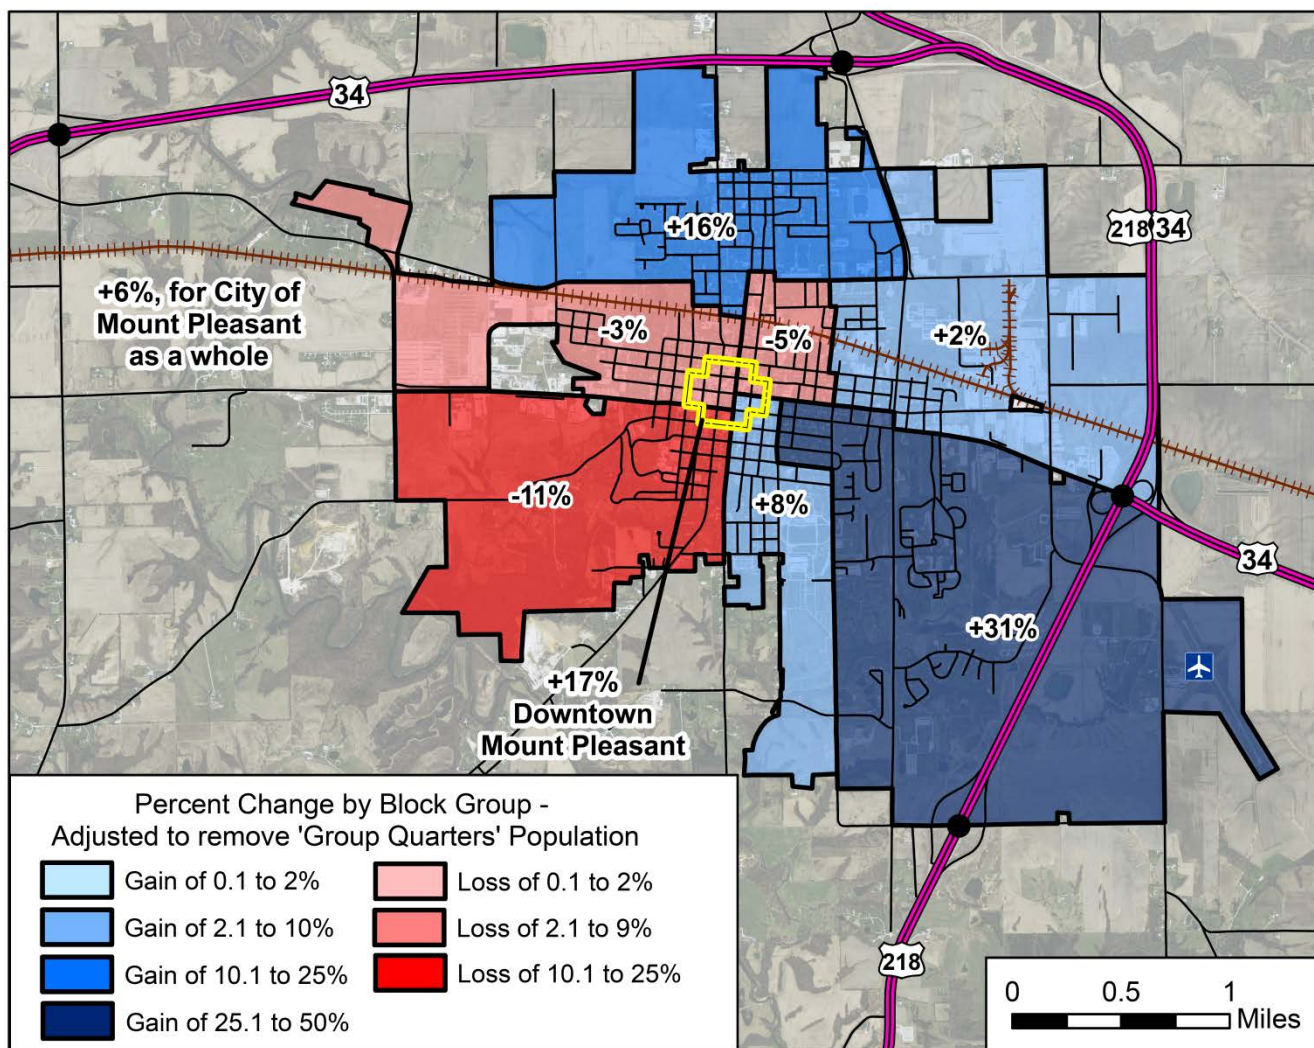 34
218
34
+16%
+6%, for City of
Mount Pleasant
as a whole
-3%
-5%
+2%
-11%
+8%
34
+31%
+17%
Downtown
Mount Pleasant
Percent Change by Block Group -
Adjusted to remove 'Group Quarters' Population
Gain of 0.1 to 2%
Loss of 0.1 to 2%
Gain of 2.1 to 10%
Loss of 2.1 to 9%
Gain of 10.1 to 25%
Loss of 10.1 to 25%
Gain of 25.1 to 50%
218
0 0.5 1
Miles